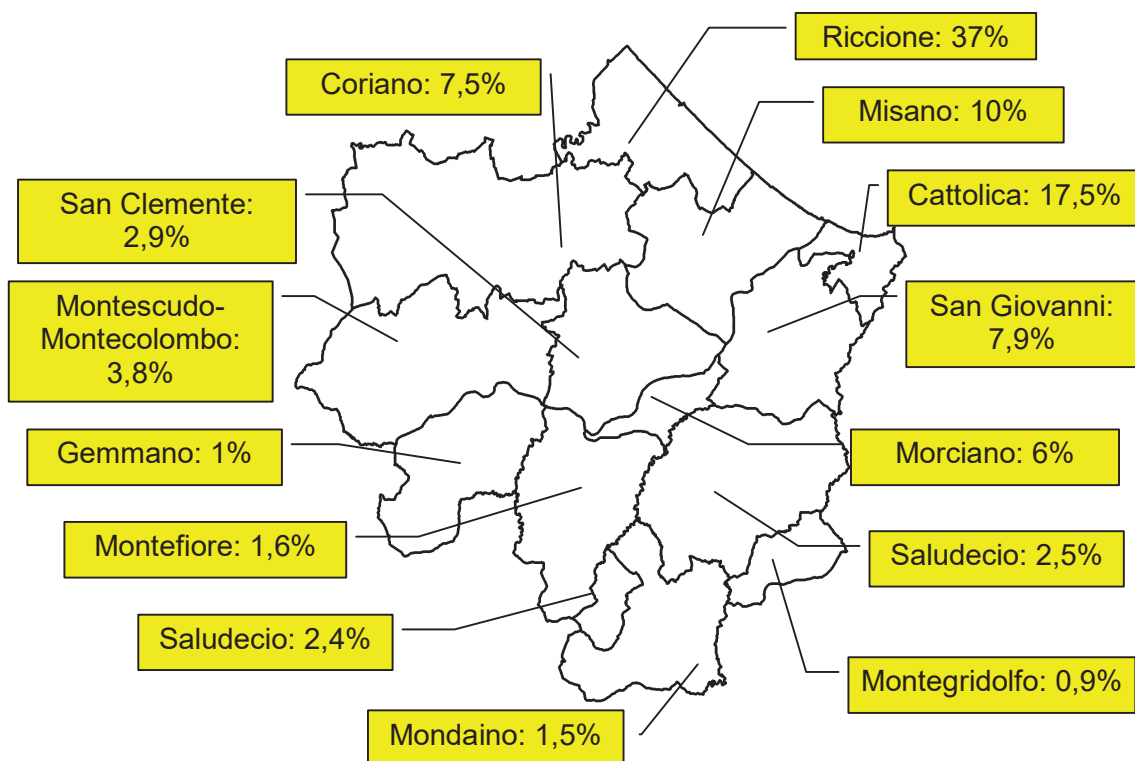 Riccione: 37%
Coriano: 7,5%
Misano: 10%
San Clemente:
2,9%
Cattolica: 17,5%
Montescudo-
Montecolombo:
3,8%
San Giovanni:
7,9%
Gemmano: 1%
Morciano: 6%
Montefiore: 1,6%
Saludecio: 2,5%
Saludecio: 2,4%
Montegridolfo: 0,9%
Mondaino: 1,5%